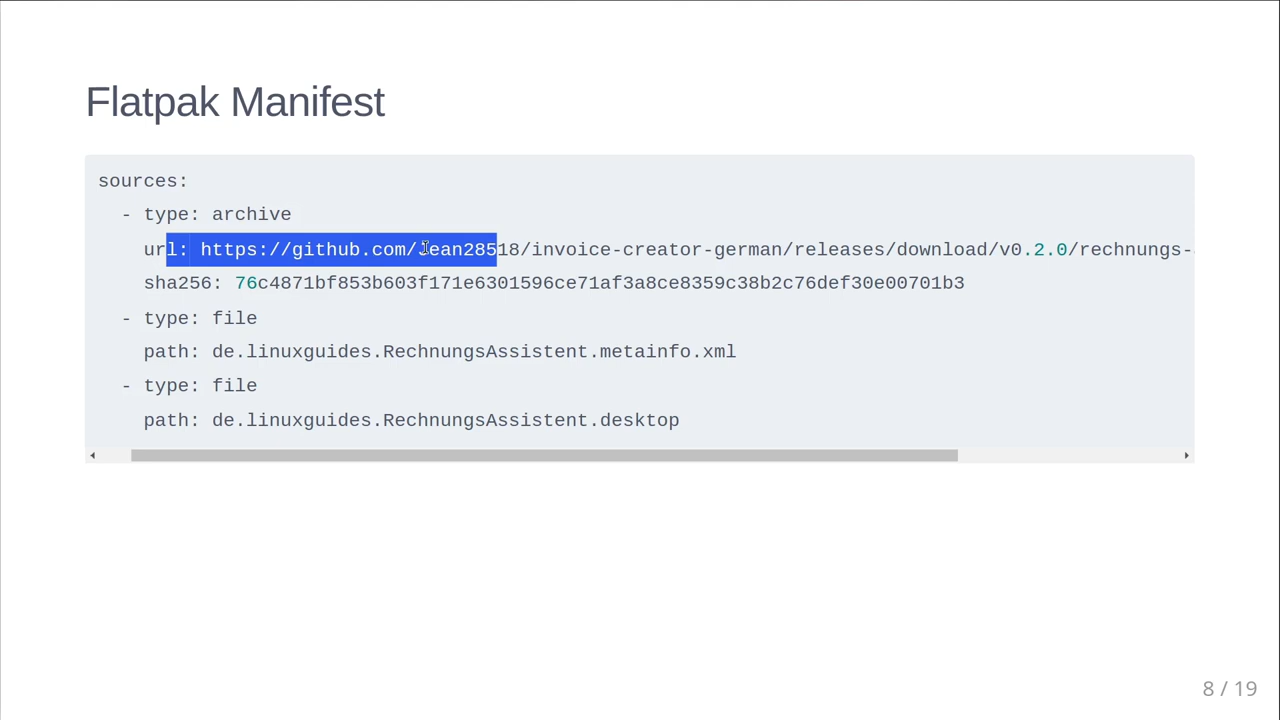 Flatpak Manifest
sources:
- type: archive
url: https://github.com/Jean28518/invoice-creator-german/releases/download/v0.2.0/rechnungs-
sha256: 76c4871bf853b603f171e6301596ce71af3a8ce8359c38b2c76def30e00701b3
- type: file
path: de.linuxguides.RechnungsAssistent.metainfo.xml
- type: file
path: de.linuxguides.RechnungsAssistent.desktop
8 / 19